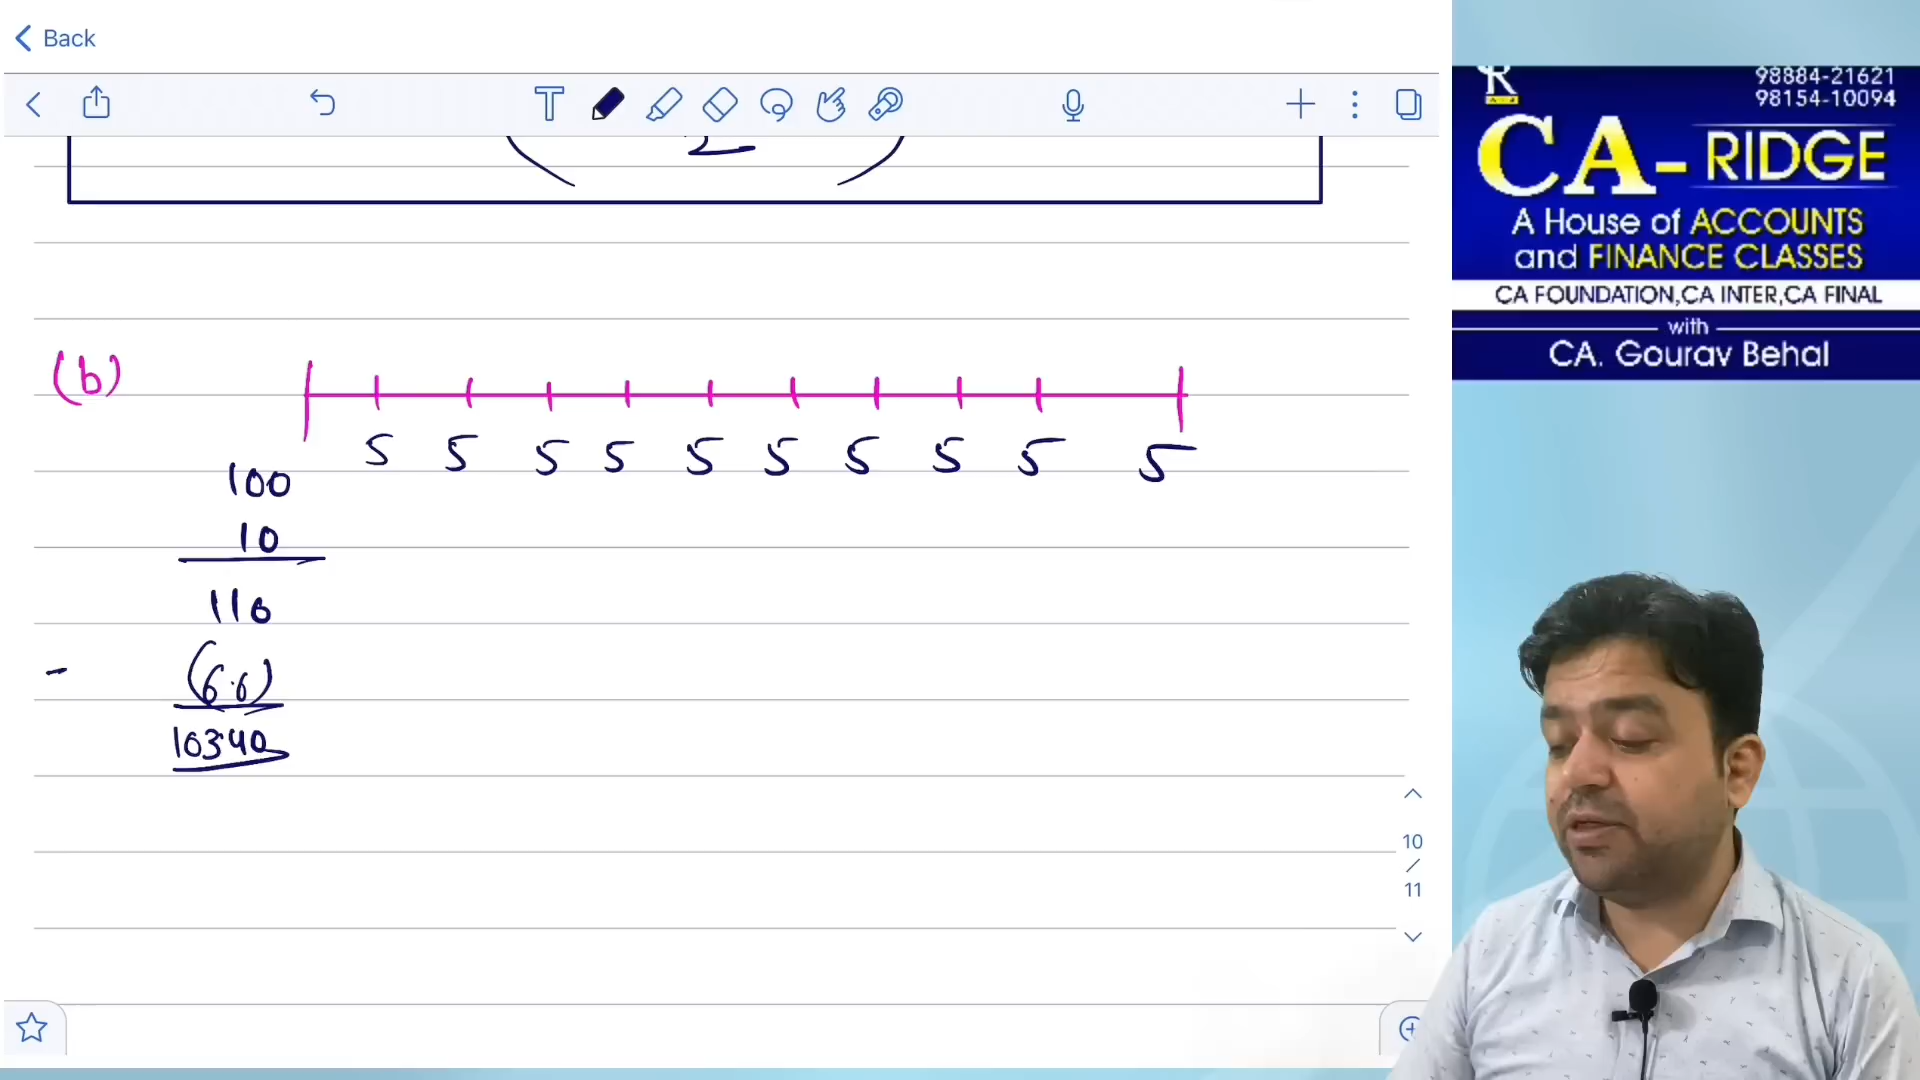 Back
T
2
(b)
5 5 5 5 5 5 5 5 5 5
100
10
110
- (6.6)
103.40
10
/
11
R
98884-21621
98154-10094
CA- RIDGE
A House of ACCOUNTS
and FINANCE CLASSES
CA FOUNDATION,CA INTER,CA FINAL
with
CA. Gourav Behal